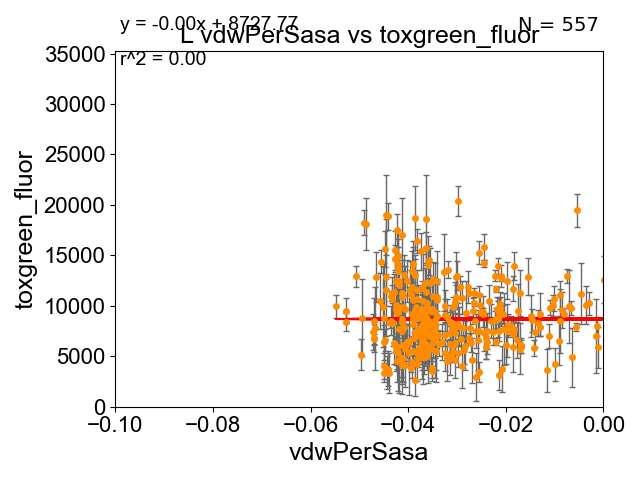 y = -0.00x + 8727.77
N = 557
L vdwPerSasa vs toxgreen_fluor
r^2 = 0.00
toxgreen_fluor
35000
30000
25000
20000
15000
10000
5000
0
−0.10 −0.08 −0.06 −0.04 −0.02 0.00
vdwPerSasa